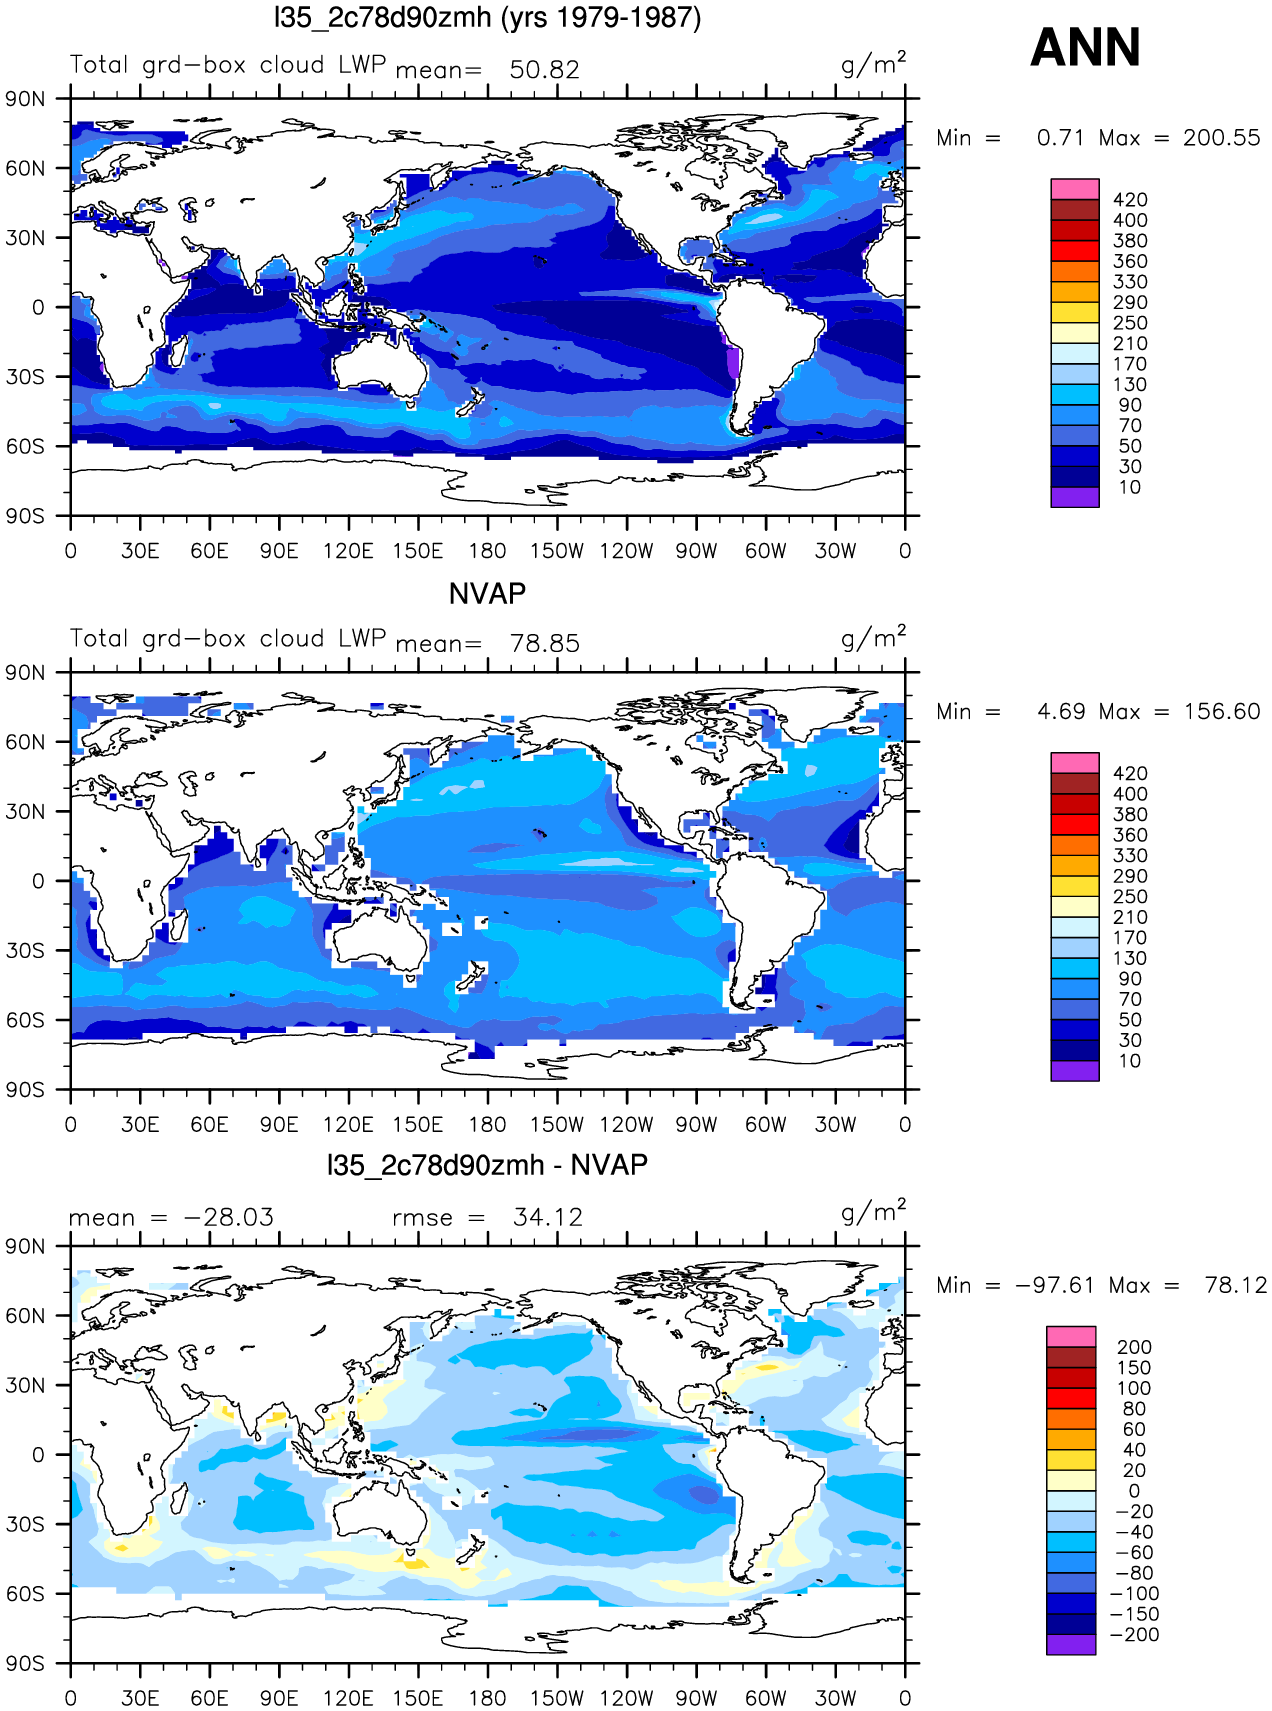 l35_2c78d90zmh (yrs 1979-1987)
ANN
Total grd-box cloud LWP mean= 50.82 g/m²
Min = 0.71 Max = 200.55
90N
60N
30N
0
30S
60S
90S
0 30E 60E 90E 120E 150E 180 150W 120W 90W 60W 30W 0
420
400
380
360
330
290
250
210
170
130
90
70
50
30
10
NVAP
Total grd-box cloud LWP mean= 78.85 g/m²
Min = 4.69 Max = 156.60
90N
60N
30N
0
30S
60S
90S
0 30E 60E 90E 120E 150E 180 150W 120W 90W 60W 30W 0
420
400
380
360
330
290
250
210
170
130
90
70
50
30
10
l35_2c78d90zmh - NVAP
mean = -28.03 rmse = 34.12 g/m²
Min = -97.61 Max = 78.12
90N
60N
30N
0
30S
60S
90S
0 30E 60E 90E 120E 150E 180 150W 120W 90W 60W 30W 0
200
150
100
80
60
40
20
0
-20
-40
-60
-80
-100
-150
-200